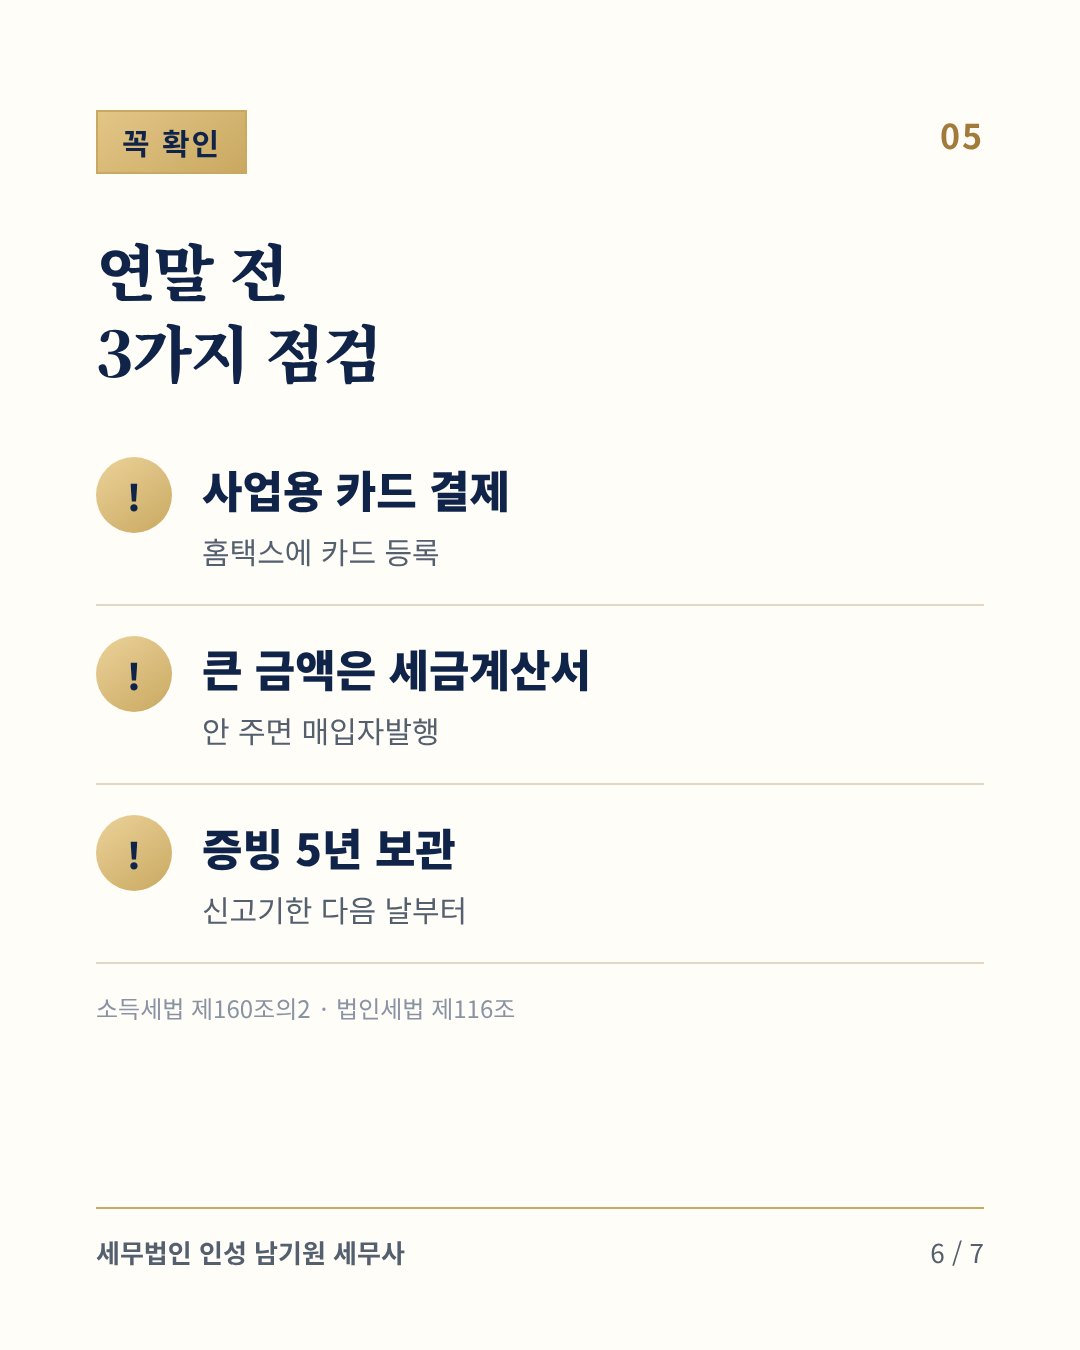 꼭 확인
05
연말 전
3가지 점검
!
사업용 카드 결제
홈택스에 카드 등록
!
큰 금액은 세금계산서
안 주면 매입자발행
!
증빙 5년 보관
신고기한 다음 날부터
소득세법 제160조의2 · 법인세법 제116조
세무법인 인성 남기원 세무사
6 / 7